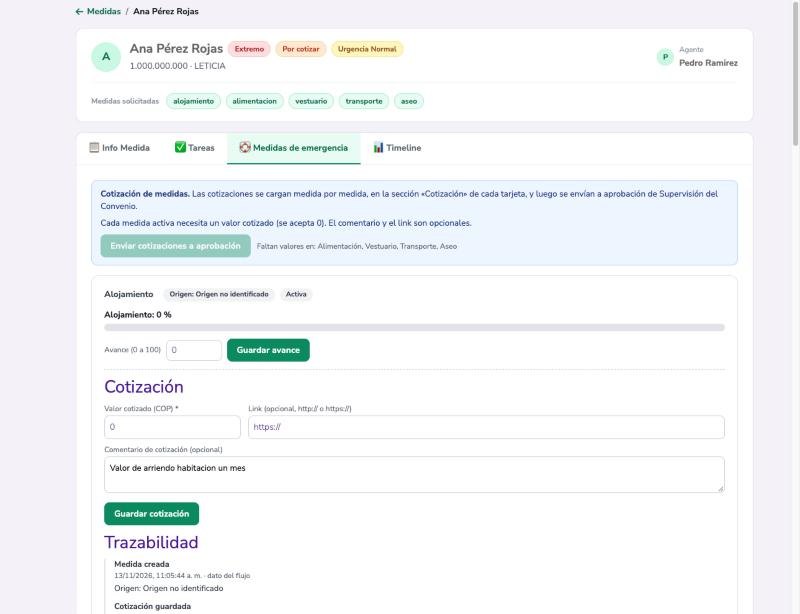 ← Medidas / Ana Pérez Rojas
A
Ana Pérez Rojas Extremo Por cotizar Urgencia Normal
1.000.000.000 · LETICIA
P
Agente
Pedro Ramirez
Medidas solicitadas alojamiento alimentacion vestuario transporte aseo
Info Medida Tareas Medidas de emergencia Timeline
Cotización de medidas. Las cotizaciones se cargan medida por medida, en la sección «Cotización» de cada tarjeta, y luego se envían a aprobación de Supervisión del
Convenio.
Cada medida activa necesita un valor cotizado (se acepta 0). El comentario y el link son opcionales.
Enviar cotizaciones a aprobación Faltan valores en: Alimentación, Vestuario, Transporte, Aseo
Alojamiento Origen: Origen no identificado Activa
Alojamiento: 0 %
Avance (0 a 100) 0 Guardar avance
Cotización
Valor cotizado (COP) * Link (opcional, http:// o https://)
0 https://
Comentario de cotización (opcional)
Valor de arriendo habitacion un mes
Guardar cotización
Trazabilidad
Medida creada
13/11/2026, 11:05:44 a. m. · dato del flujo
Origen: Origen no identificado
Cotización guardada